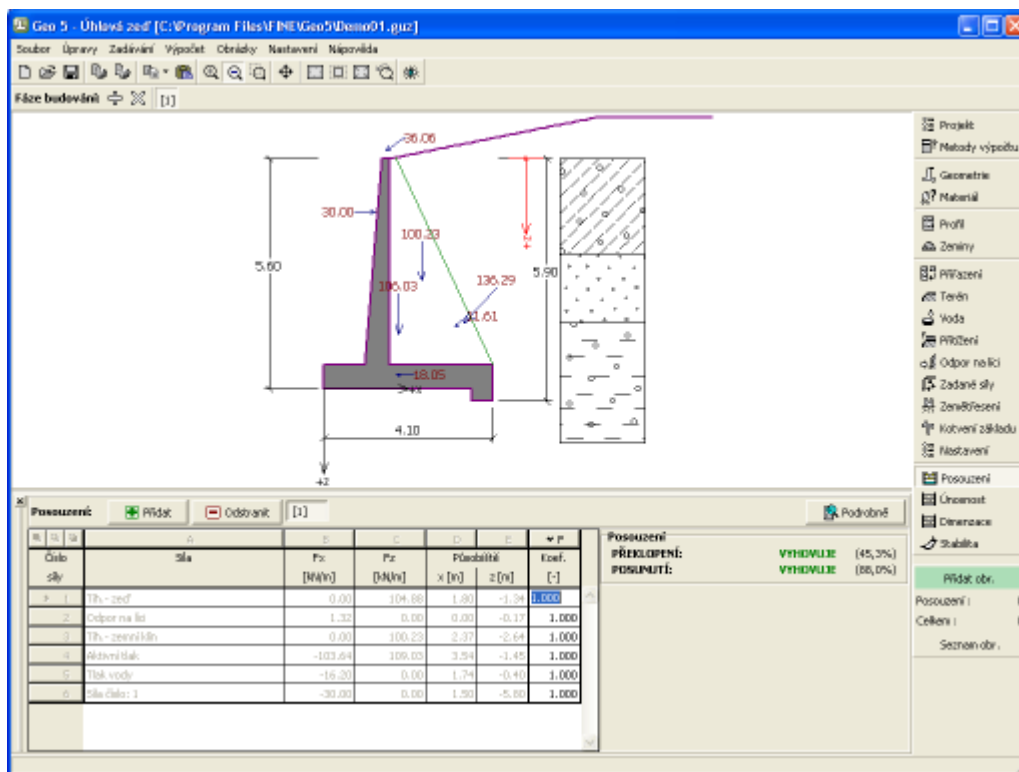 Geo 5 - Úhlová zeď [C:\Program Files\FINE\Geo5\Demo01.guz]
Soubor Úpravy Zadávání Výpočet Obrázky Nastavení Nápověda
Fáze budování: [1]
36.06
30.00
100.23
5.60
5.90
136.29
18.05
+X
4.10
+Z
Projekt
Metody výpočtu
Geometrie
Materiál
Profil
Zeminy
Přiřazení
Terén
Voda
Přitížení
Odpor na líci
Zadané síly
Zemětřesení
Kotvení základu
Nastavení
Posouzení
Únosnost
Dimenzace
Stabilita
Přidat obr.
Posouzení :
Celkem :
Seznam obr.
Posouzení: Přidat Odstranit [1] Podrobně
A B C D E F
Číslo Síla Fx Fz Působiště Koef.
síly [kN/m] [kN/m] x [m] z [m] [-]
1 Tíh.- zeď 0.00 104.88 1.80 -1.34 1.000
2 Odpor na líci 1.32 0.00 0.00 -0.17 1.000
3 Tíh.- zemní klín 0.00 100.23 2.37 -2.64 1.000
4 Aktivní tlak -103.64 109.03 3.54 -1.45 1.000
5 Tlak vody -16.20 0.00 1.74 -0.40 1.000
6 Síla číslo: 1 -30.00 0.00 1.50 -5.80 1.000
Posouzení
PŘEKLOPENÍ: VYHOVUJE (45,3%)
POSUNUTÍ: VYHOVUJE (88,0%)